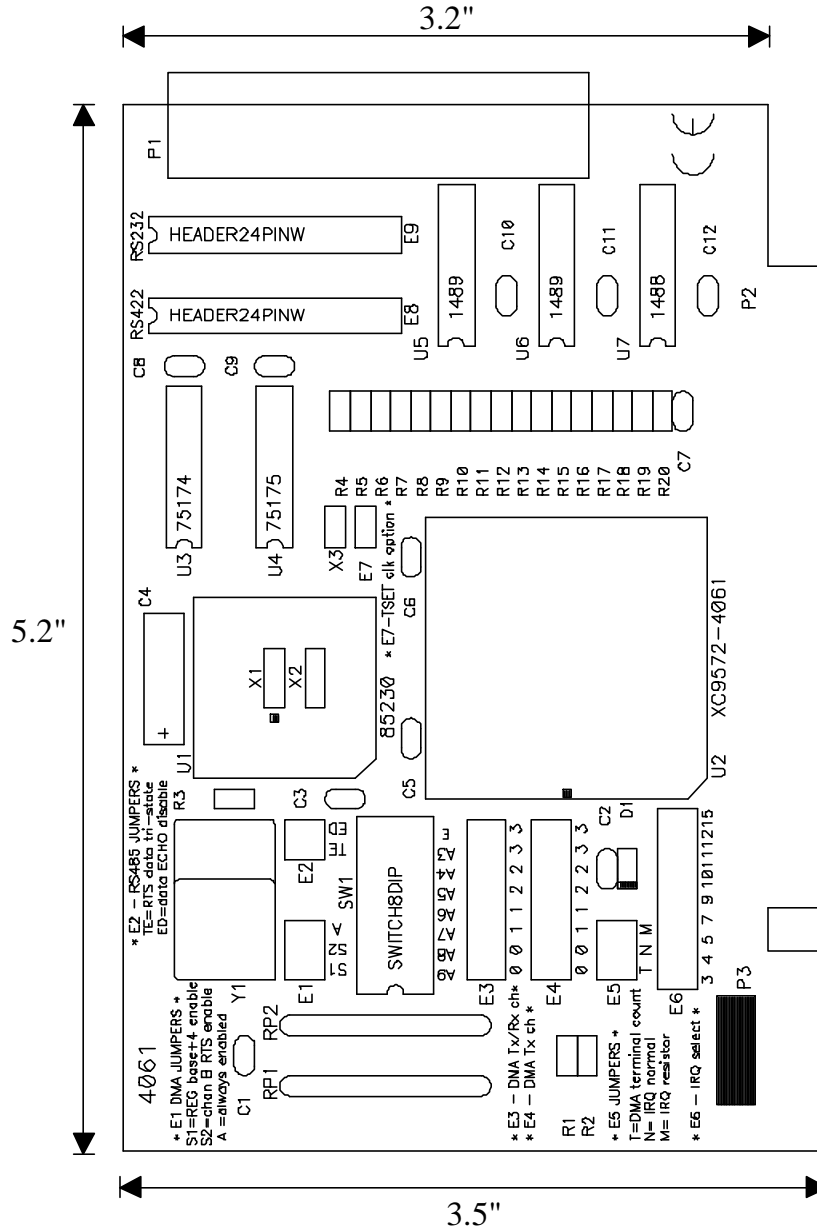 3.2"
P1
RS232
HEADER24PINW
E9
RS422
HEADER24PINW
E8
1489
U5
C10
1489
U6
C11
1488
U7
C12
P2
C8
C9
U3
75174
U4
75175
R4
R5
R6
R7
R8
R9
R10
R11
R12
R13
R14
R15
R16
R17
R18
R19
R20
C7
X3
E7
* E7-TSET clk option *
C6
C4
+
5.2"
X1
X2
U1
85230
C5
XC9572-4061
U2
* E2 - RS485 JUMPERS *
TE=RTS data tri-state
ED=data ECHO disable
R3
C3
TE ED
E2
SW1
SWITCH8DIP
A9 A8 A7 A6 A5 A4 A3 E
S1 S2 A
E1
Y1
E3
0 0 1 1 2 2 3 3
E4
0 0 1 1 2 2 3 3
C2
D1
T N M
E5
E6
3 4 5 7 9 10 11 12 15
P3
4061
C1
RP2
RP1
* E1 DMA JUMPERS *
S1=REG base+4 enable
S2=chan B RTS enable
A =always enabled
* E3 - DMA Tx/Rx ch*
* E4 - DMA Tx ch *
R1
R2
* E5 JUMPERS *
T=DMA terminal count
N= IRQ normal
M= IRQ resistor
* E6 - IRQ select *
3.5"